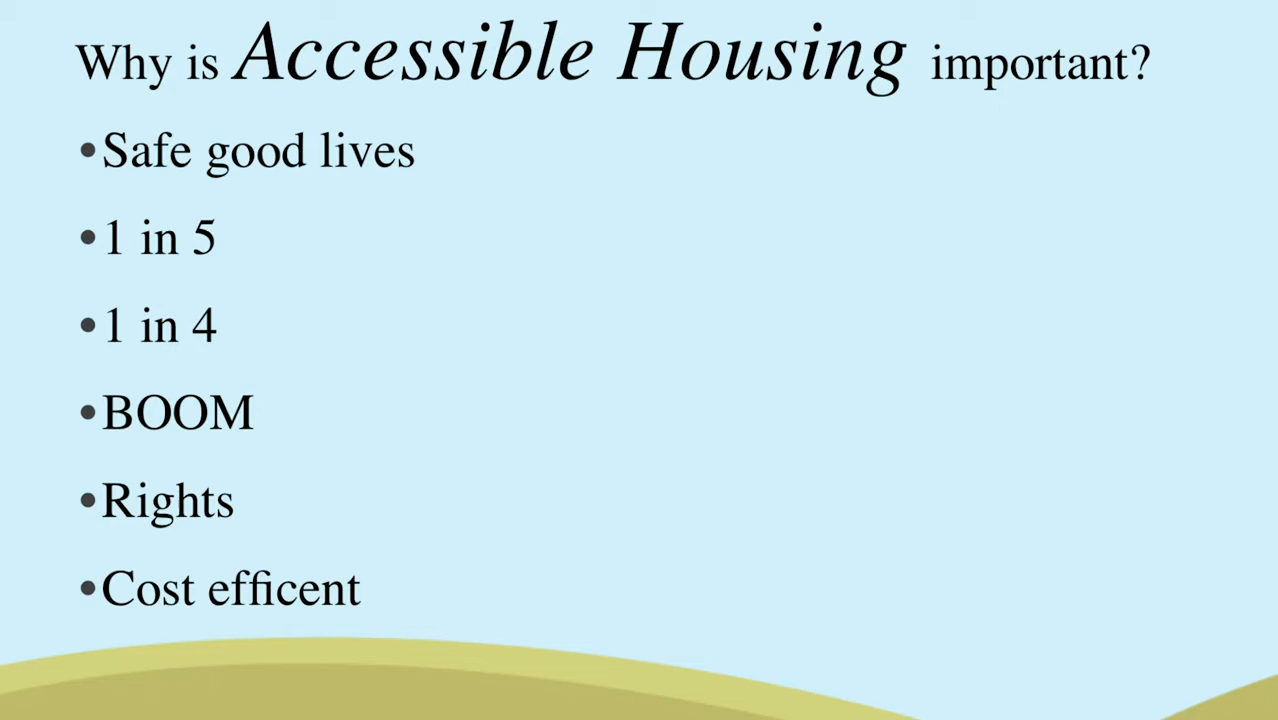 Why is Accessible Housing important?
•Safe good lives
•1 in 5
•1 in 4
•BOOM
•Rights
•Cost efficent